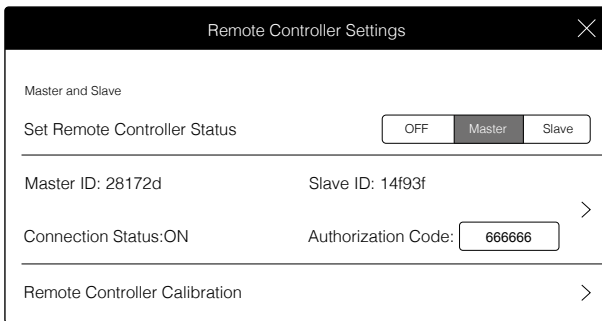 Remote Controller Settings
Master and Slave
Set Remote Controller Status OFF Master Slave
Master ID: 28172d Slave ID: 14f93f
Connection Status:ON Authorization Code: 666666
Remote Controller Calibration